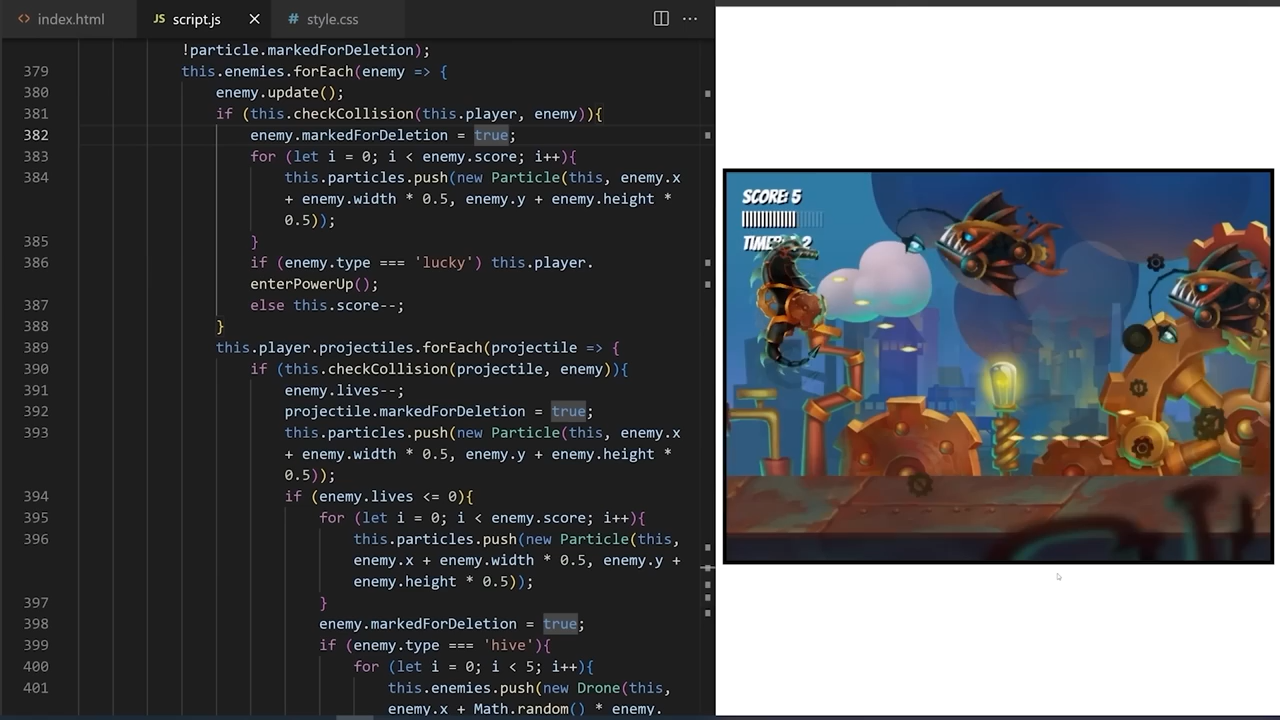 index.html
JS script.js
# style.css
!particle.markedForDeletion);
379 this.enemies.forEach(enemy => {
380 enemy.update();
381 if (this.checkCollision(this.player, enemy)){
382 enemy.markedForDeletion = true;
383 for (let i = 0; i < enemy.score; i++){
384 this.particles.push(new Particle(this, enemy.x
+ enemy.width * 0.5, enemy.y + enemy.height *
0.5));
385 }
386 if (enemy.type === 'lucky') this.player.
enterPowerUp();
387 else this.score--;
388 }
389 this.player.projectiles.forEach(projectile => {
390 if (this.checkCollision(projectile, enemy)){
391 enemy.lives--;
392 projectile.markedForDeletion = true;
393 this.particles.push(new Particle(this, enemy.x
+ enemy.width * 0.5, enemy.y + enemy.height *
0.5));
394 if (enemy.lives <= 0){
395 for (let i = 0; i < enemy.score; i++){
396 this.particles.push(new Particle(this,
enemy.x + enemy.width * 0.5, enemy.y +
enemy.height * 0.5));
397 }
398 enemy.markedForDeletion = true;
399 if (enemy.type === 'hive'){
400 for (let i = 0; i < 5; i++){
401 this.enemies.push(new Drone(this,
enemy.x + Math.random() * enemy.
SCORE: 5